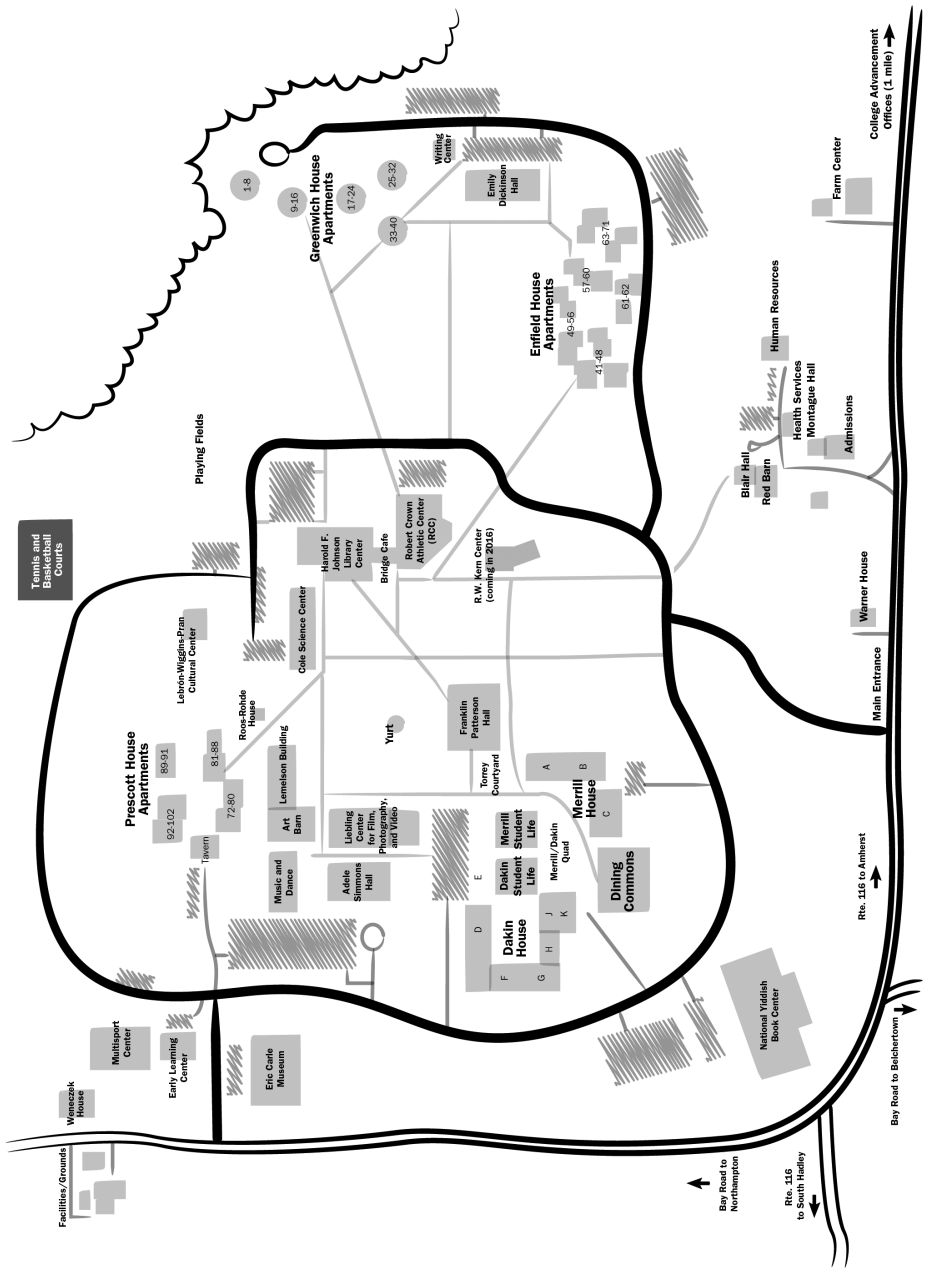 Tennis and
Basketball
Courts
Playing Fields
Greenwich House
Apartments
1-8
9-16
17-24
25-32
33-40
Writing
Center
Emily
Dickinson
Hall
Enfield House
Apartments
41-48
49-56
57-60
61-62
63-71
College Advancement
Offices (1 mile)
Farm Center
Human Resources
Health Services
Montague Hall
Admissions
Blair Hall
Red Barn
Warner House
Main Entrance
Harold F.
Johnson
Library
Center
Bridge Cafe
Robert Crown
Athletic Center
(RCC)
R.W. Kern Center
(coming in 2016)
Cole Science Center
Lebrón-Wiggins-Pran
Cultural Center
Roos-Rohde
House
Prescott House
Apartments
89-91
81-88
92-102
72-80
Tavern
Lemelson Building
Art
Barn
Yurt
Franklin
Patterson
Hall
Torrey
Courtyard
Liebling
Center
for Film,
Photography,
and Video
Music and
Dance
Adele
Simmons
Hall
Merrill
House
A
B
C
Merrill
Student
Life
Dakin
Student
Life
Merrill/Dakin
Quad
Dining
Commons
Dakin
House
D
E
F
G
H
J
K
Multisport
Center
Early Learning
Center
Eric Carle
Museum
Weneczek
House
Facilities/Grounds
National Yiddish
Book Center
Rte. 116 to Amherst
Bay Road to Belchertown
Bay Road to
Northampton
Rte. 116
to South Hadley